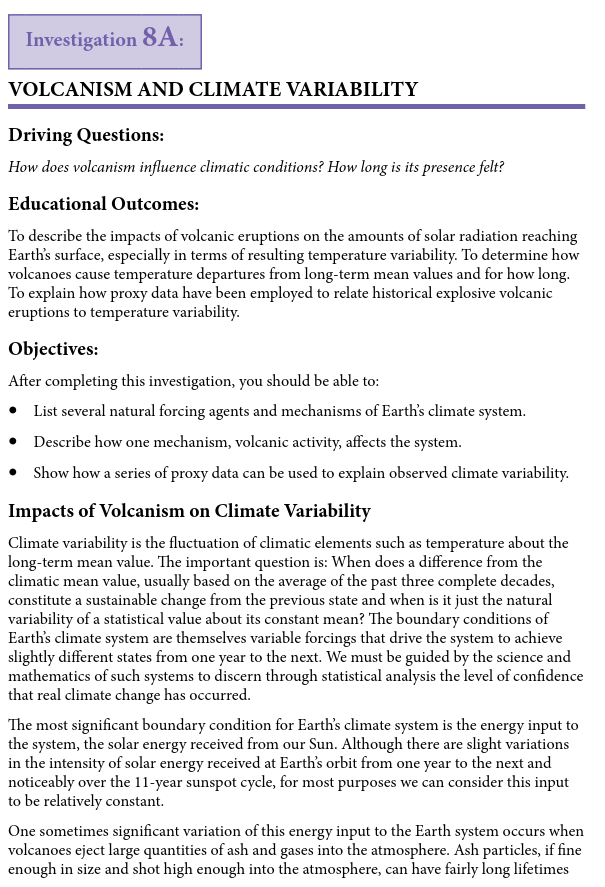 Investigation 8A:
VOLCANISM AND CLIMATE VARIABILITY
Driving Questions:
How does volcanism influence climatic conditions? How long is its presence felt?
Educational Outcomes:
To describe the impacts of volcanic eruptions on the amounts of solar radiation reaching
Earth’s surface, especially in terms of resulting temperature variability. To determine how
volcanoes cause temperature departures from long-term mean values and for how long.
To explain how proxy data have been employed to relate historical explosive volcanic
eruptions to temperature variability.
Objectives:
After completing this investigation, you should be able to:
• List several natural forcing agents and mechanisms of Earth’s climate system.
• Describe how one mechanism, volcanic activity, affects the system.
• Show how a series of proxy data can be used to explain observed climate variability.
Impacts of Volcanism on Climate Variability
Climate variability is the fluctuation of climatic elements such as temperature about the
long-term mean value. The important question is: When does a difference from the
climatic mean value, usually based on the average of the past three complete decades,
constitute a sustainable change from the previous state and when is it just the natural
variability of a statistical value about its constant mean? The boundary conditions of
Earth’s climate system are themselves variable forcings that drive the system to achieve
slightly different states from one year to the next. We must be guided by the science and
mathematics of such systems to discern through statistical analysis the level of confidence
that real climate change has occurred.
The most significant boundary condition for Earth’s climate system is the energy input to
the system, the solar energy received from our Sun. Although there are slight variations
in the intensity of solar energy received at Earth’s orbit from one year to the next and
noticeably over the 11-year sunspot cycle, for most purposes we can consider this input
to be relatively constant.
One sometimes significant variation of this energy input to the Earth system occurs when
volcanoes eject large quantities of ash and gases into the atmosphere. Ash particles, if fine
enough in size and shot high enough into the atmosphere, can have fairly long lifetimes